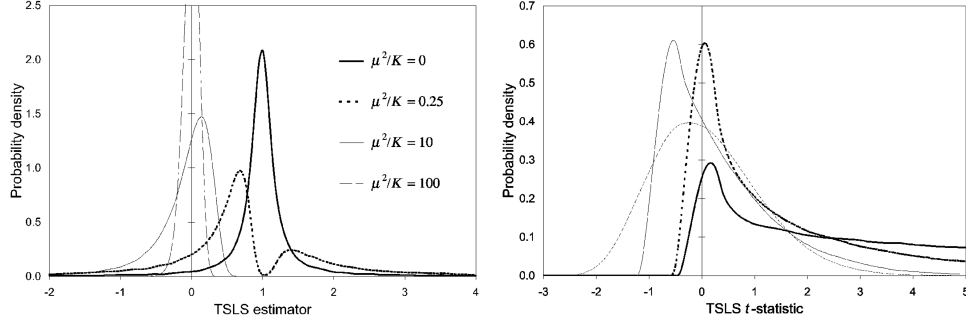 Probability density
2.5
2.0
1.5
1.0
0.5
0.0
-2 -1 0 1 2 3 4
TSLS estimator
μ²/K = 0
μ²/K = 0.25
μ²/K = 10
μ²/K = 100
Probability density
0.7
0.6
0.5
0.4
0.3
0.2
0.1
0.0
-3 -2 -1 0 1 2 3 4 5
TSLS t-statistic